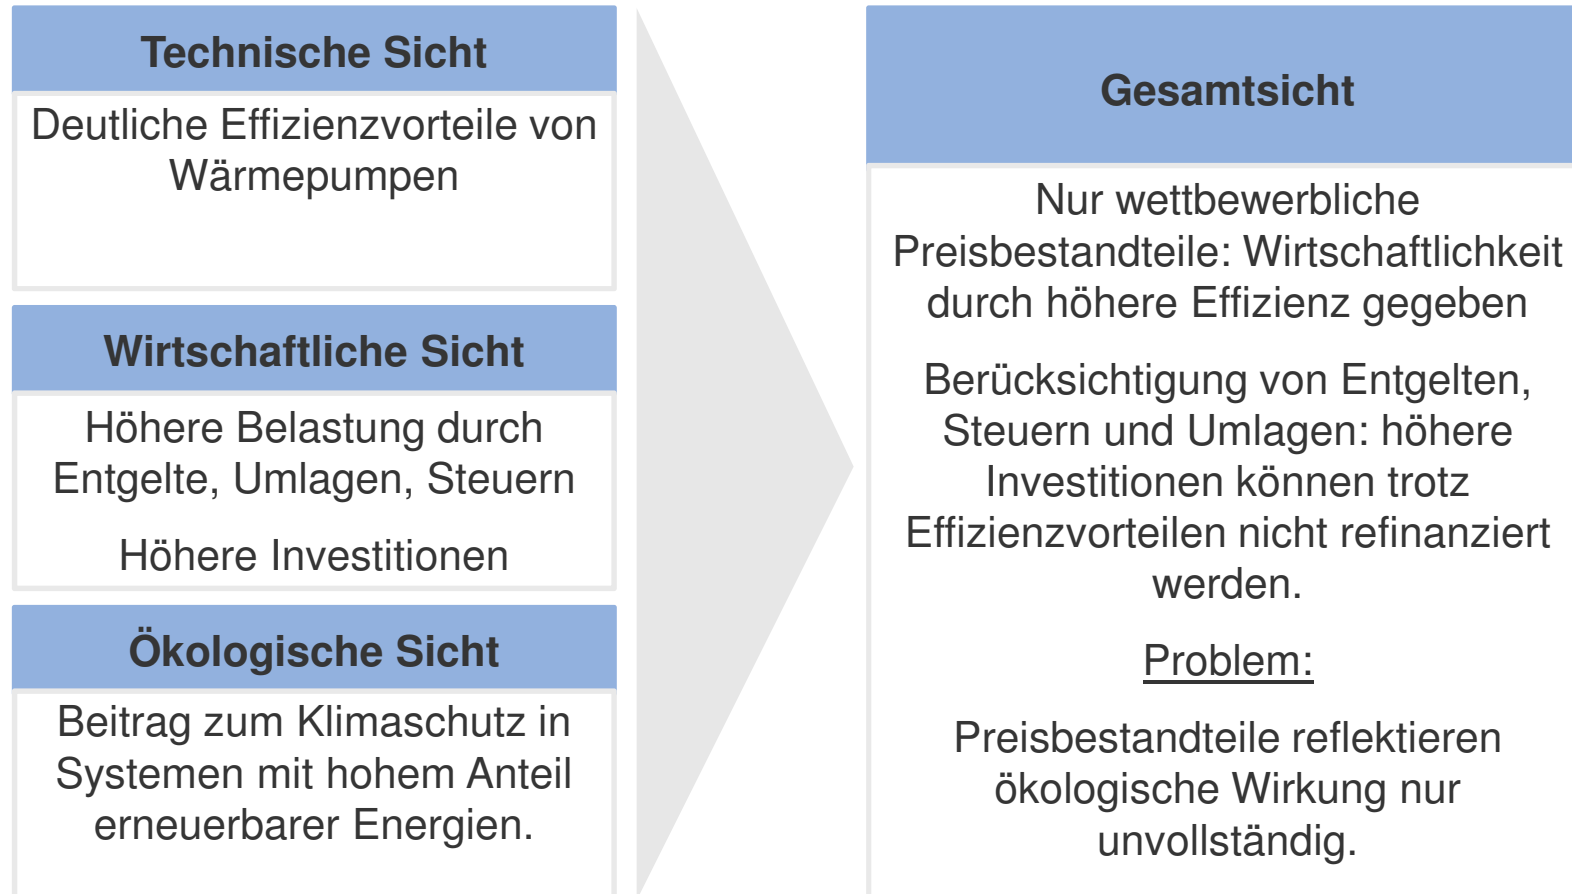 Technische Sicht
Deutliche Effizienzvorteile von
Wärmepumpen
Wirtschaftliche Sicht
Höhere Belastung durch
Entgelte, Umlagen, Steuern
Höhere Investitionen
Ökologische Sicht
Beitrag zum Klimaschutz in
Systemen mit hohem Anteil
erneuerbarer Energien.
Gesamtsicht
Nur wettbewerbliche
Preisbestandteile: Wirtschaftlichkeit
durch höhere Effizienz gegeben
Berücksichtigung von Entgelten,
Steuern und Umlagen: höhere
Investitionen können trotz
Effizienzvorteilen nicht refinanziert
werden.
Problem:
Preisbestandteile reflektieren
ökologische Wirkung nur
unvollständig.